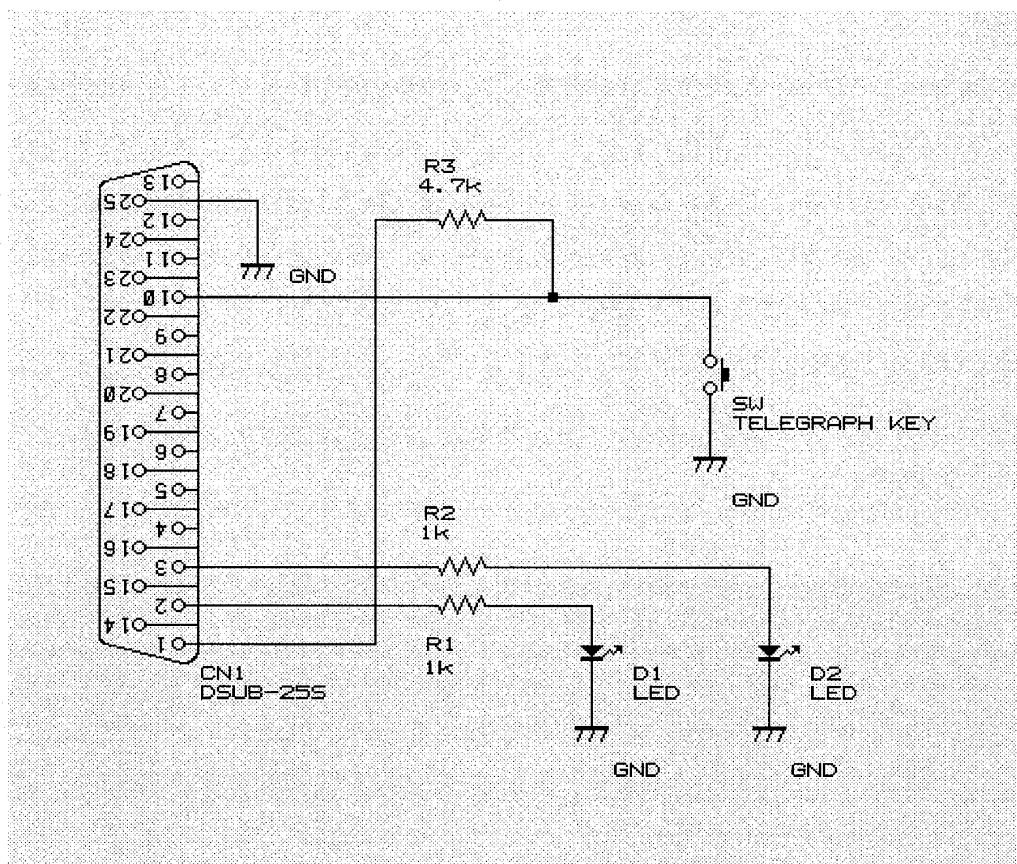 13
25
12
24
11
23
10
22
9
21
8
20
7
19
6
18
5
17
4
16
3
15
2
14
1
CN1
DSUB-25S
R3
4.7k
GND
SW
TELEGRAPH KEY
GND
R2
1k
R1
1k
D1
LED
GND
D2
LED
GND